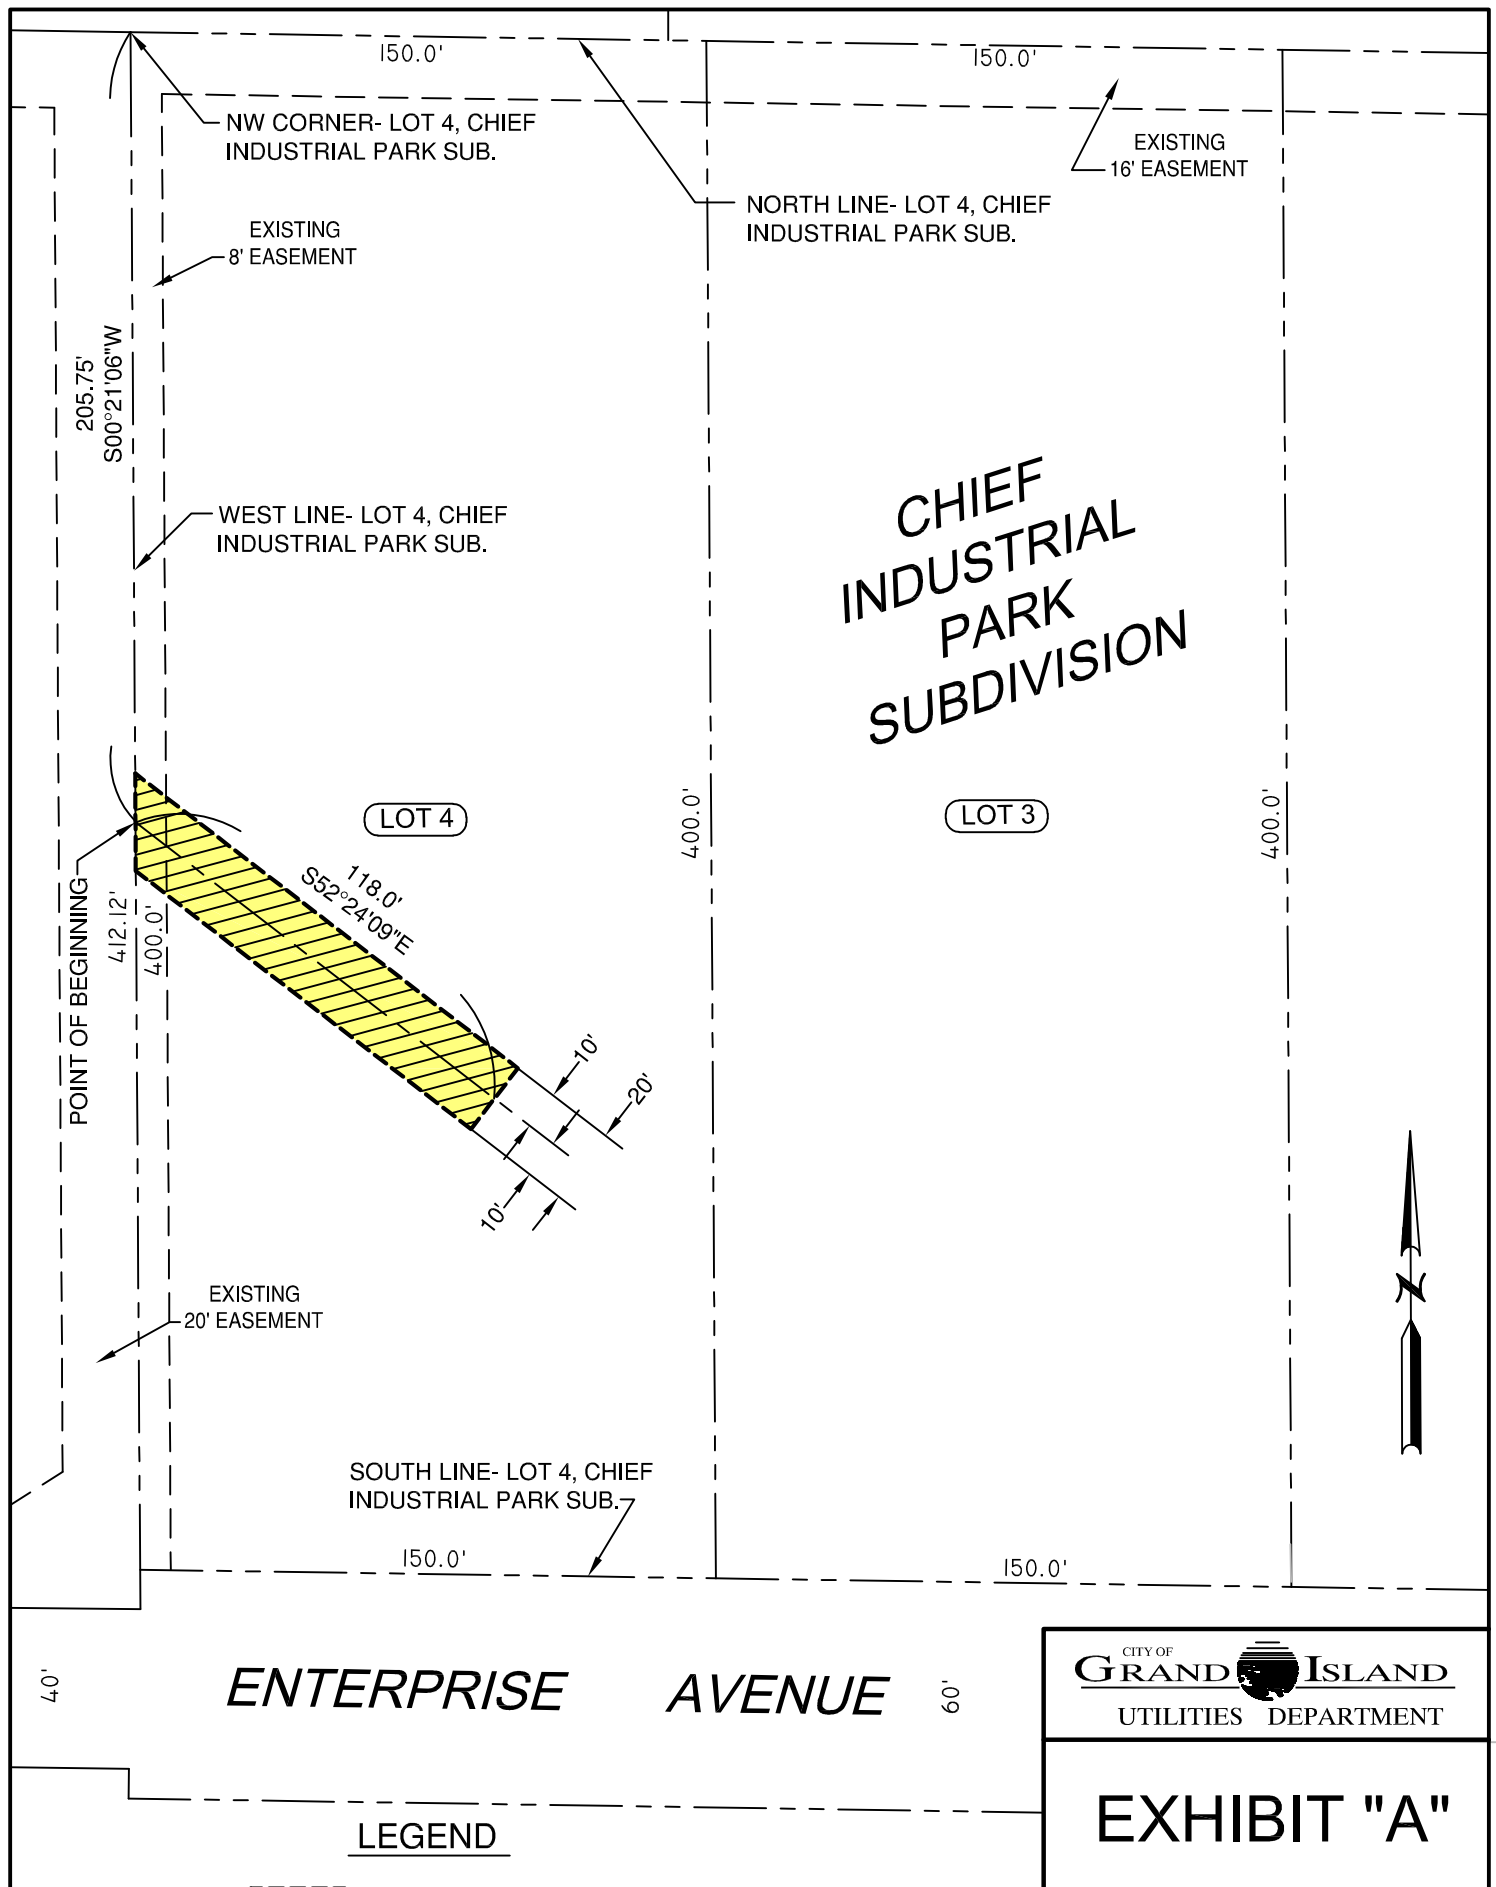 150.0'
150.0'
NW CORNER- LOT 4, CHIEF
INDUSTRIAL PARK SUB.
EXISTING
16' EASEMENT
NORTH LINE- LOT 4, CHIEF
INDUSTRIAL PARK SUB.
EXISTING
8' EASEMENT
205.75'
S00°21'06"W
WEST LINE- LOT 4, CHIEF
INDUSTRIAL PARK SUB.
CHIEF
INDUSTRIAL
PARK
SUBDIVISION
LOT 4
LOT 3
400.0'
400.0'
118.0'
S52°24'09"E
POINT OF BEGINNING
412.12'
400.0'
10'
20'
10'
EXISTING
20' EASEMENT
N
SOUTH LINE- LOT 4, CHIEF
INDUSTRIAL PARK SUB.
150.0'
150.0'
40'
ENTERPRISE AVENUE
60'
CITY OF
GRAND ISLAND
UTILITIES DEPARTMENT
EXHIBIT "A"
LEGEND